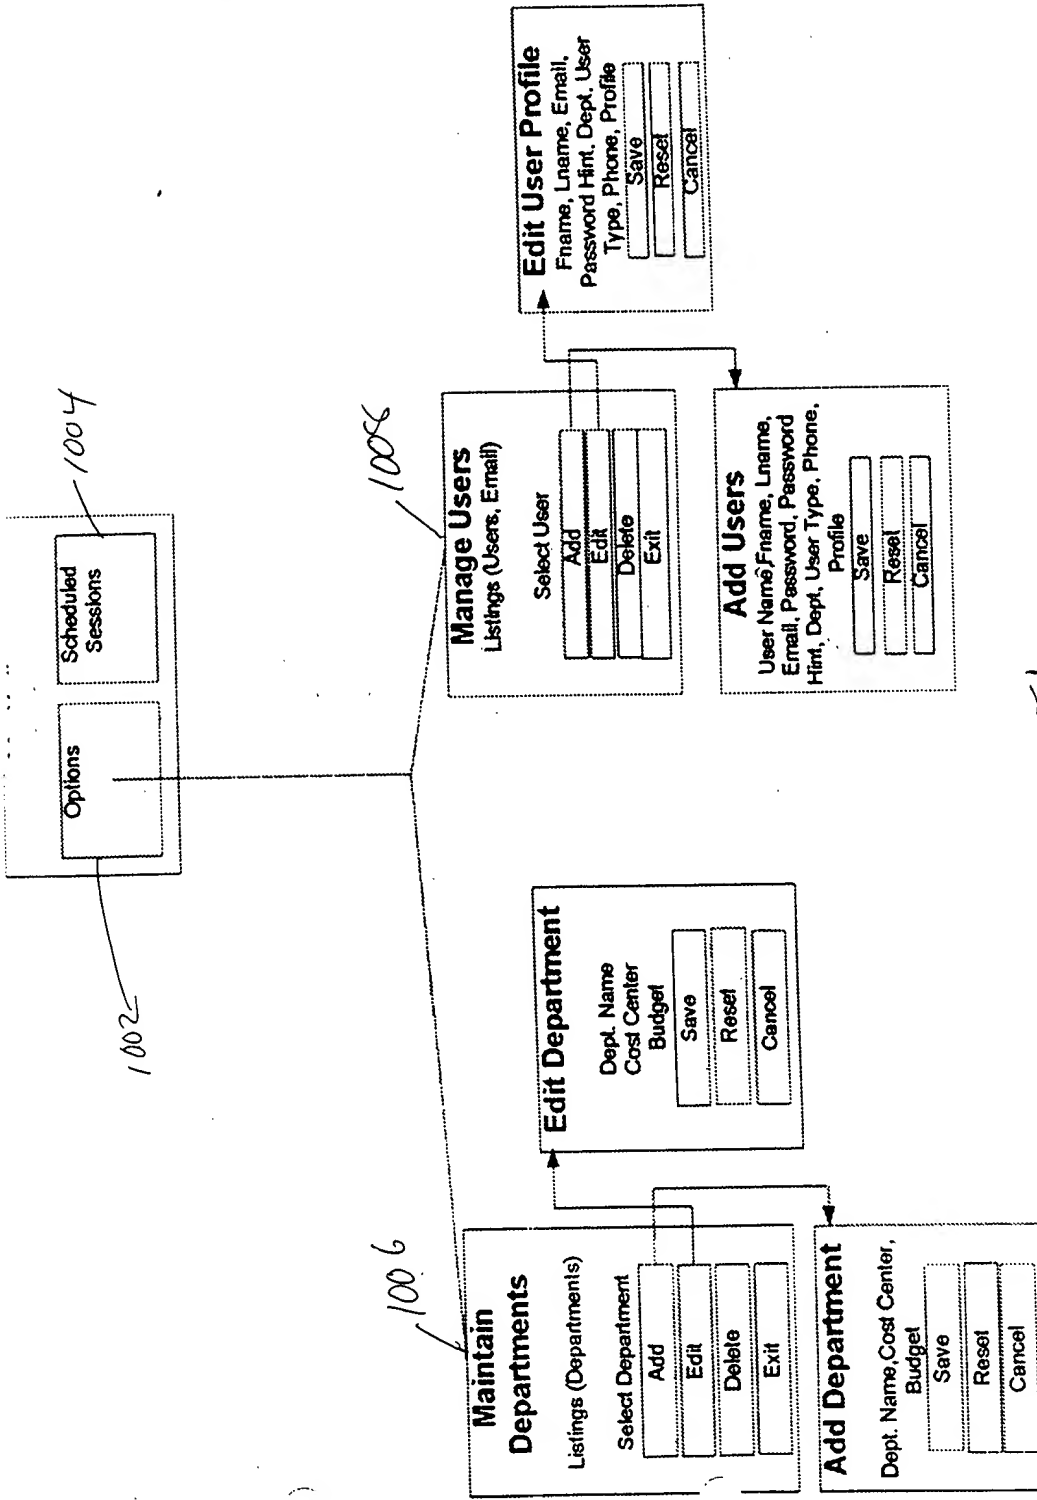 Options
Scheduled
Sessions
1002
1004
1006
1008
Maintain
Departments
Listings (Departments)
Select Department
Add
Edit
Delete
Exit
Edit Department
Dept. Name
Cost Center
Budget
Save
Reset
Cancel
Add Department
Dept. Name,Cost Center,
Budget
Save
Reset
Cancel
Manage Users
Listings (Users, Email)
Select User
Add
Edit
Delete
Exit
Edit User Profile
Fname, Lname, Email,
Password Hint, Dept, User
Type, Phone, Profile
Save
Reset
Cancel
Add Users
User Name,Fname, Lname,
Email, Password, Password
Hint, Dept, User Type, Phone,
Profile
Save
Reset
Cancel